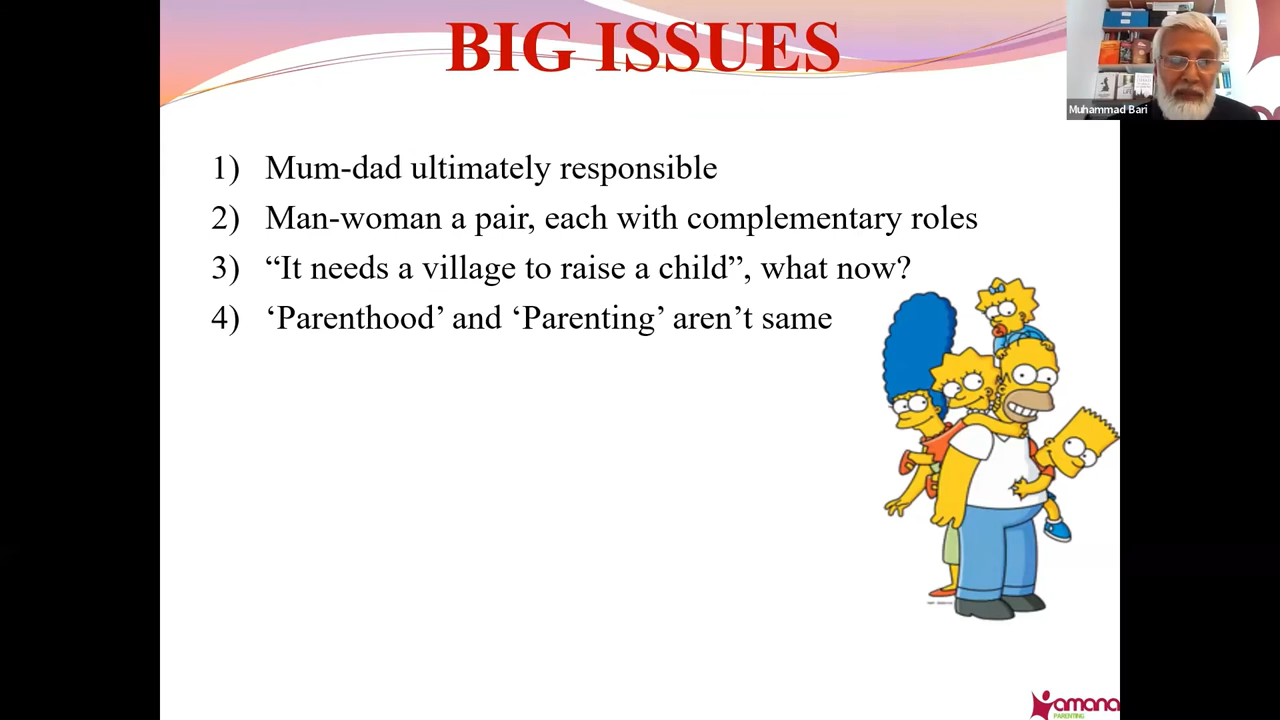 BIG ISSUES
Muhammad Bari
1) Mum-dad ultimately responsible
2) Man-woman a pair, each with complementary roles
3) “It needs a village to raise a child”, what now?
4) ‘Parenthood’ and ‘Parenting’ aren’t same
amana
PARENTING